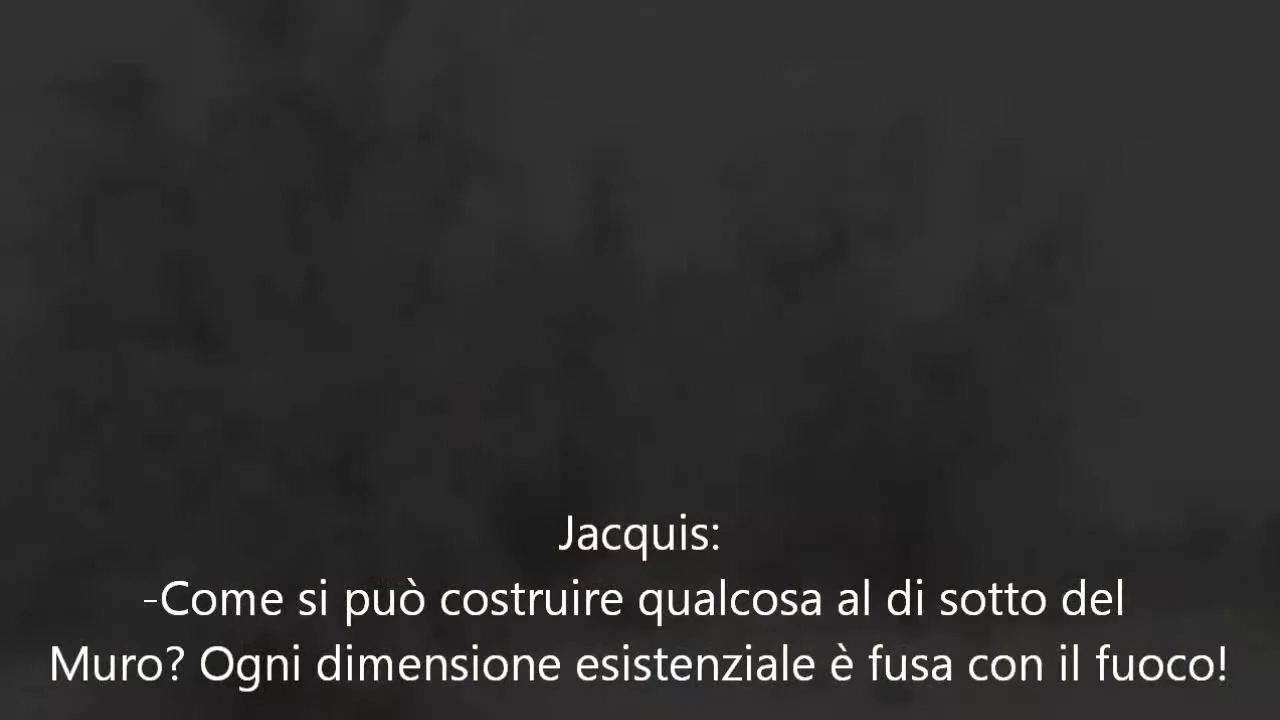 Jacquis:
-Come si può costruire qualcosa al di sotto del
Muro? Ogni dimensione esistenziale è fusa con il fuoco!